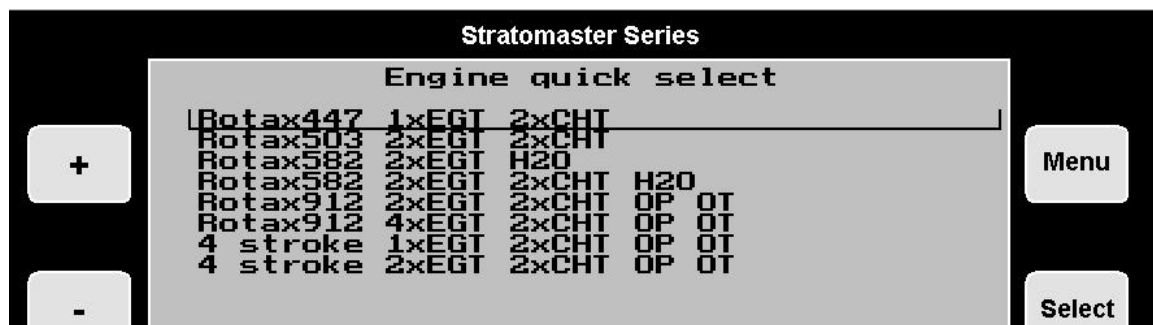 Stratomaster Series
Engine quick select
Rotax447 1xEGT 2xCHT
Rotax503 2xEGT 2xCHT
Rotax582 2xEGT H2O
Rotax582 2xEGT 2xCHT H2O
Rotax912 2xEGT 2xCHT OP OT
Rotax912 4xEGT 2xCHT OP OT
4 stroke 1xEGT 2xCHT OP OT
4 stroke 2xEGT 2xCHT OP OT
+
Menu
-
Select